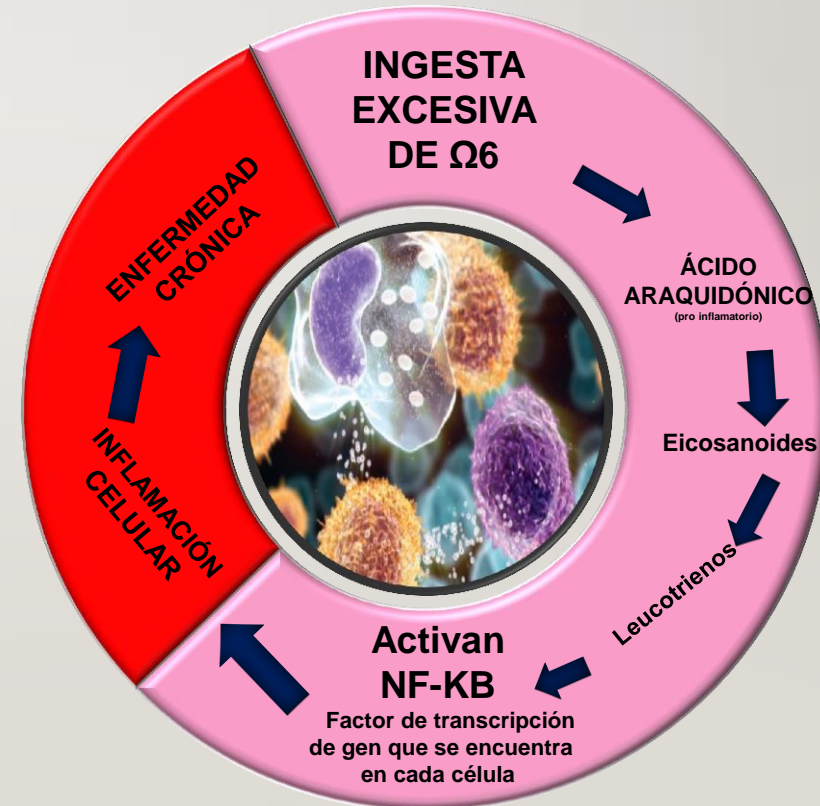 INGESTA
EXCESIVA
DE Ω6
ÁCIDO
ARAQUIDÓNICO
(pro inflamatorio)
Eicosanoides
Leucotrienos
Activan
NF-KB
Factor de transcripción
de gen que se encuentra
en cada célula
INFLAMACIÓN
CELULAR
ENFERMEDAD
CRÓNICA